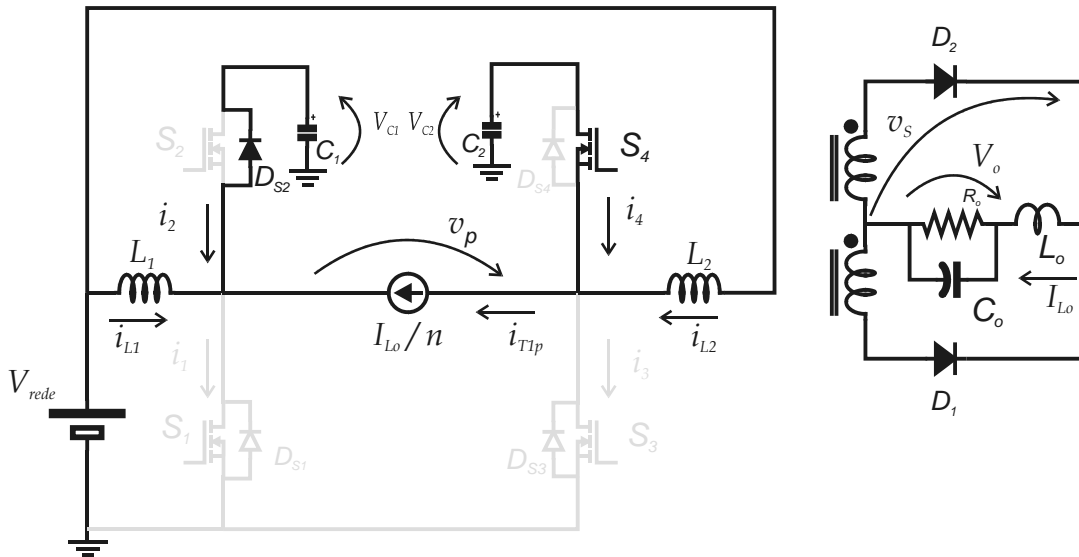 D2
S2
VC1 VC2
C1
C2
S4
vS
DS2
DS4
Vo
Ro
i2
i4
vp
L1
L2
Lo
Co
ILo
iL1
ILo/n
iT1p
iL2
i1
i3
Vrede
S1
DS1
DS3
S3
D1